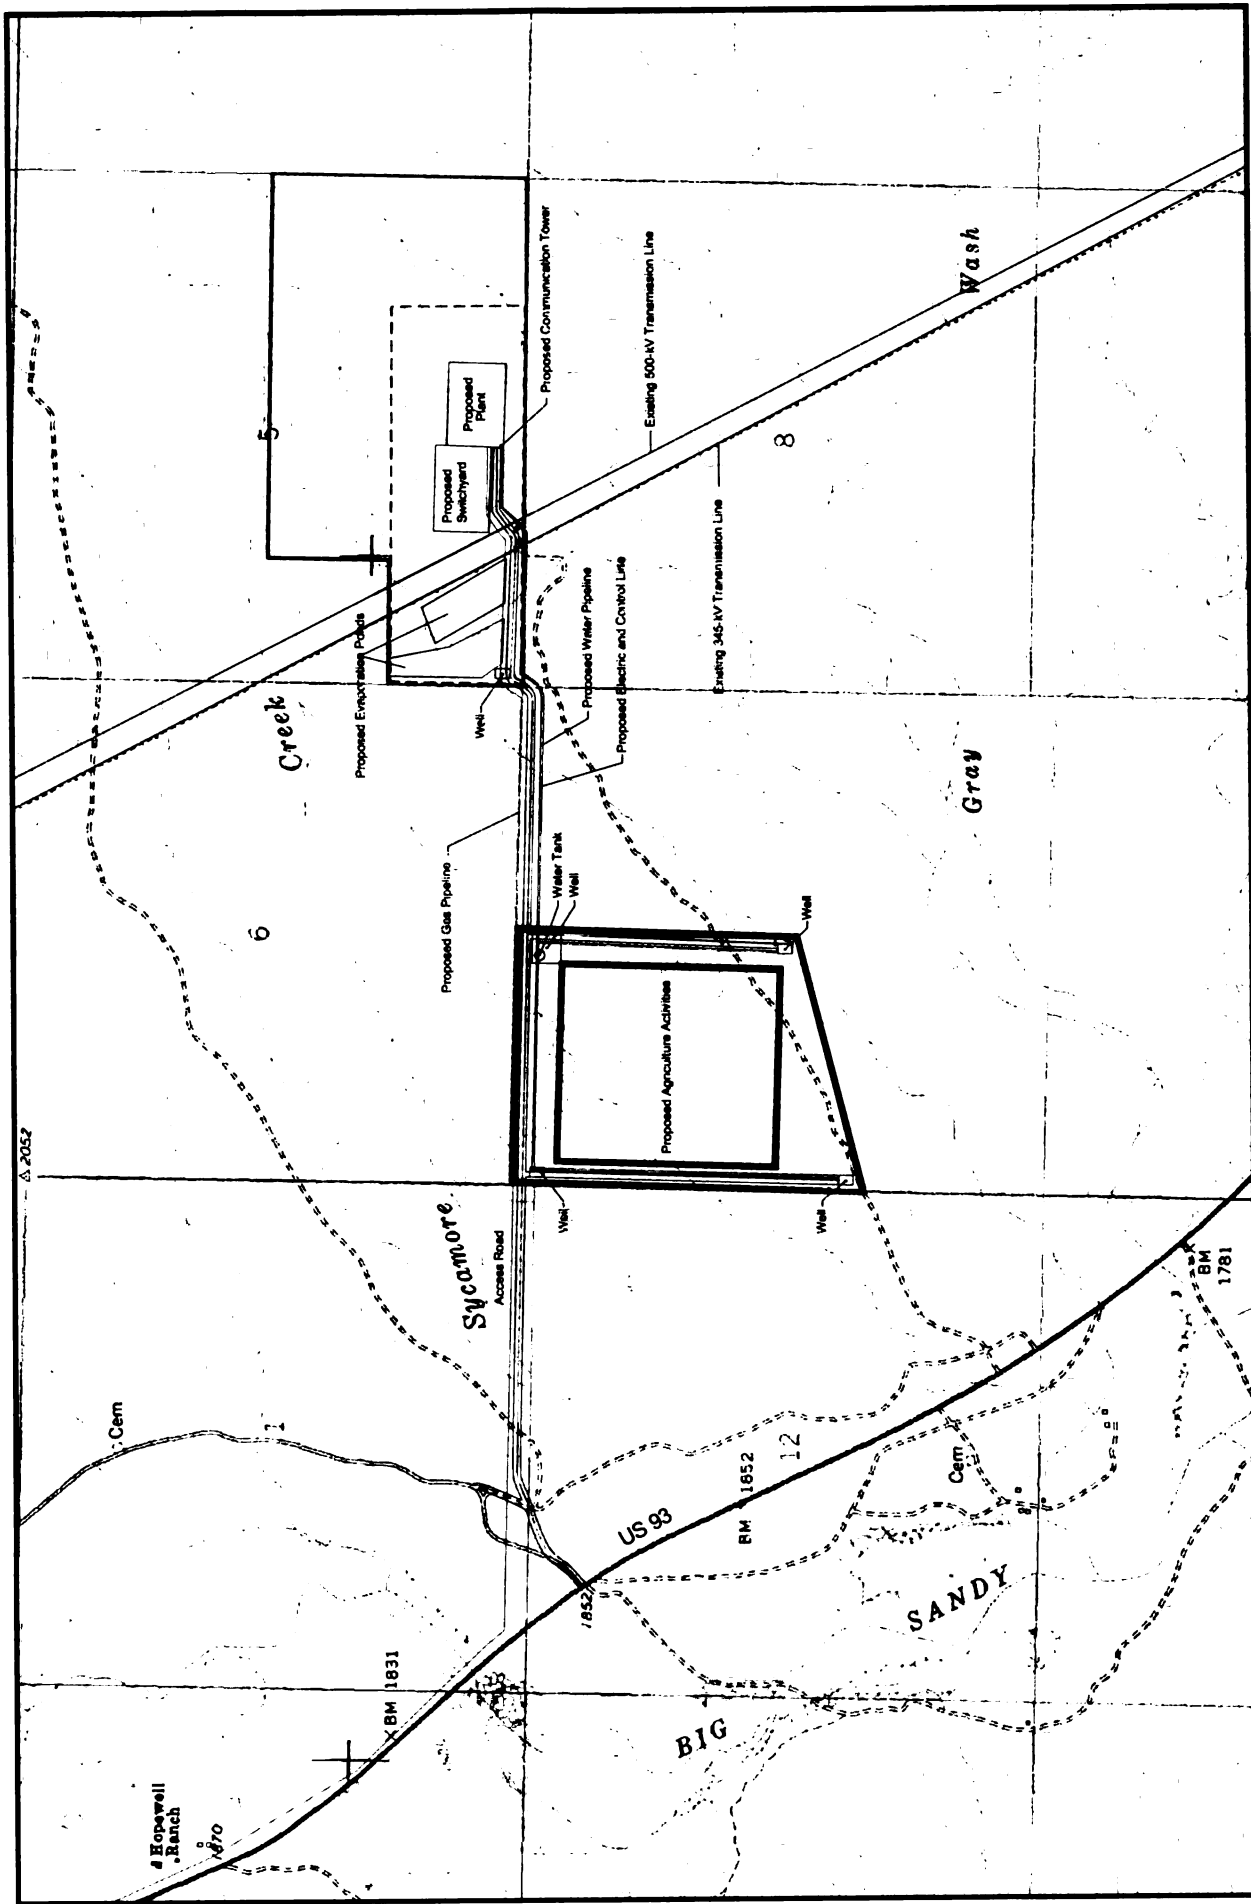 Hopewell
Ranch
1870
BM 1831
1852
US 93
BM 1852
12
BIG
SANDY
Cem
BM
1781
Cem
1
Sycamore
Creek
Access Road
2052
6
5
8
Gray
Wash
Well
Well
Proposed Agriculture Activities
Well
Water Tank
Well
Proposed Gas Pipeline
Proposed Water Pipeline
Proposed Electric and Control Line
Well
Proposed Evaporation Ponds
Existing 345-kV Transmission Line
Existing 500-kV Transmission Line
Proposed
Switchyard
Proposed
Plant
Proposed Communication Tower